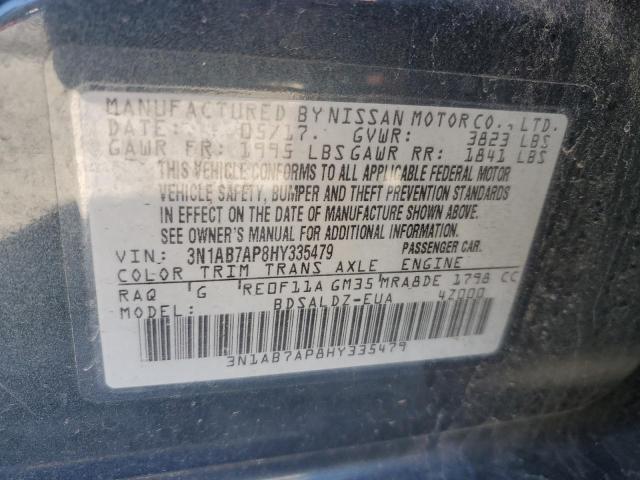 MANUFACTURED BY NISSAN MOTOR CO., LTD.
DATE: 05/17. GVWR: 3823 LBS
GAWR FR: 1995 LBS GAWR RR: 1841 LBS
THIS VEHICLE CONFORMS TO ALL APPLICABLE FEDERAL MOTOR
VEHICLE SAFETY, BUMPER AND THEFT PREVENTION STANDARDS
IN EFFECT ON THE DATE OF MANUFACTURE SHOWN ABOVE.
SEE OWNER'S MANUAL FOR ADDITIONAL INFORMATION.
VIN: 3N1AB7AP8HY335479 PASSENGER CAR.
COLOR TRIM TRANS AXLE ENGINE
RAQ 'G 'RE0F11A GM35 'MRA8DE 1798 CC
MODEL: BDSALDZ-EUA 4Z000
3N1AB7AP8HY335479